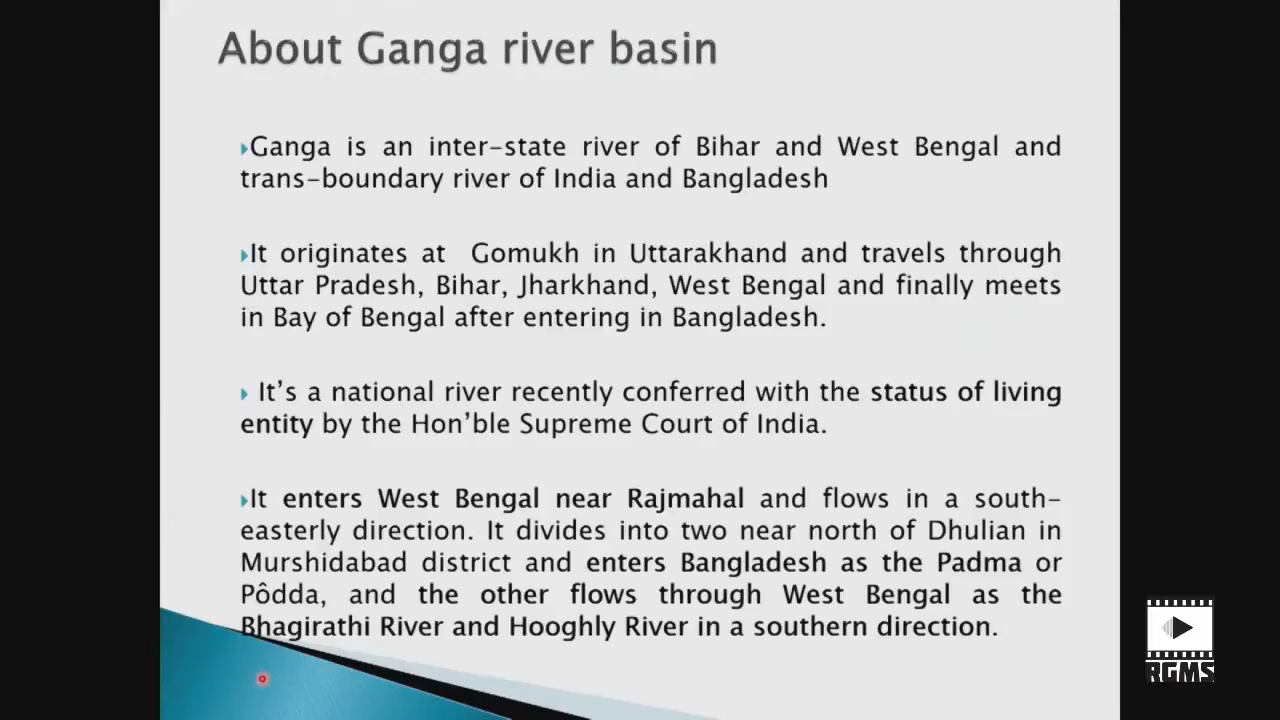 About Ganga river basin
Ganga is an inter-state river of Bihar and West Bengal and
trans-boundary river of India and Bangladesh
It originates at Gomukh in Uttarakhand and travels through
Uttar Pradesh, Bihar, Jharkhand, West Bengal and finally meets
in Bay of Bengal after entering in Bangladesh.
It's a national river recently conferred with the status of living
entity by the Hon'ble Supreme Court of India.
It enters West Bengal near Rajmahal and flows in a south-
easterly direction. It divides into two near north of Dhulian in
Murshidabad district and enters Bangladesh as the Padma or
Pôdda, and the other flows through West Bengal as the
Bhagirathi River and Hooghly River in a southern direction.
RGMS